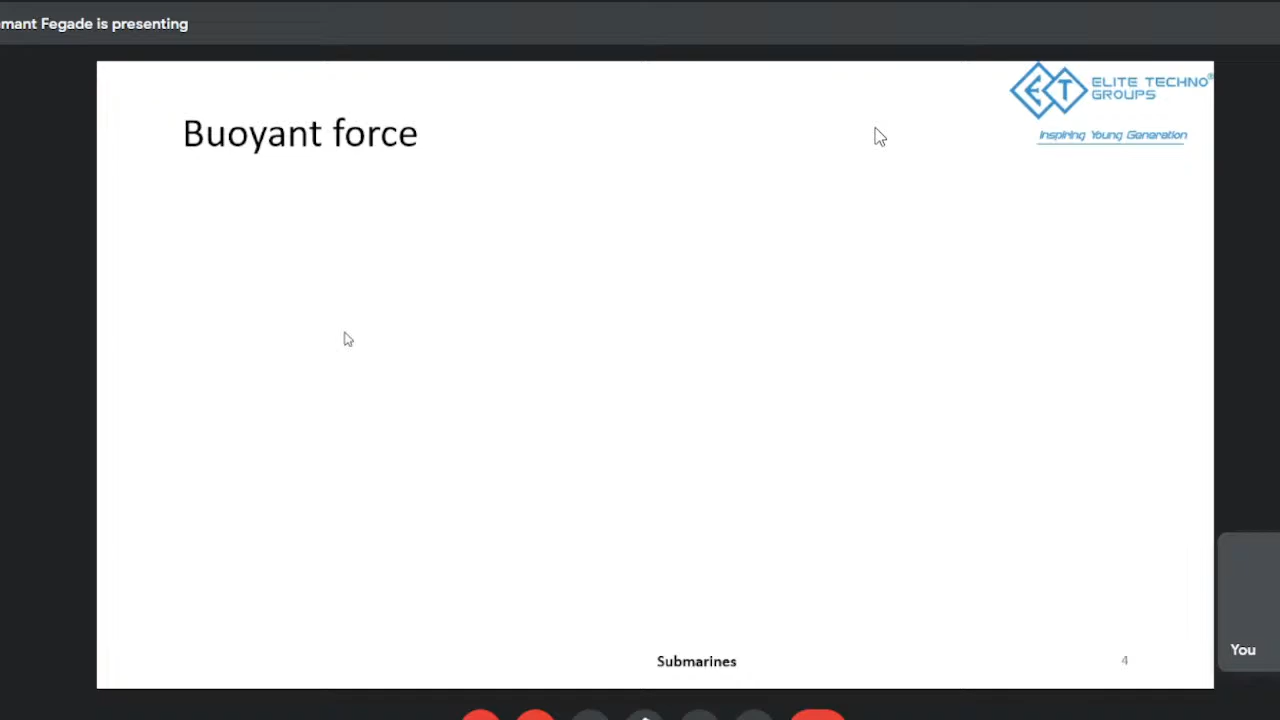 mant Fegade is presenting
ELITE TECHNO®
GROUPS
Inspiring Young Generation
Buoyant force
Submarines
4
You